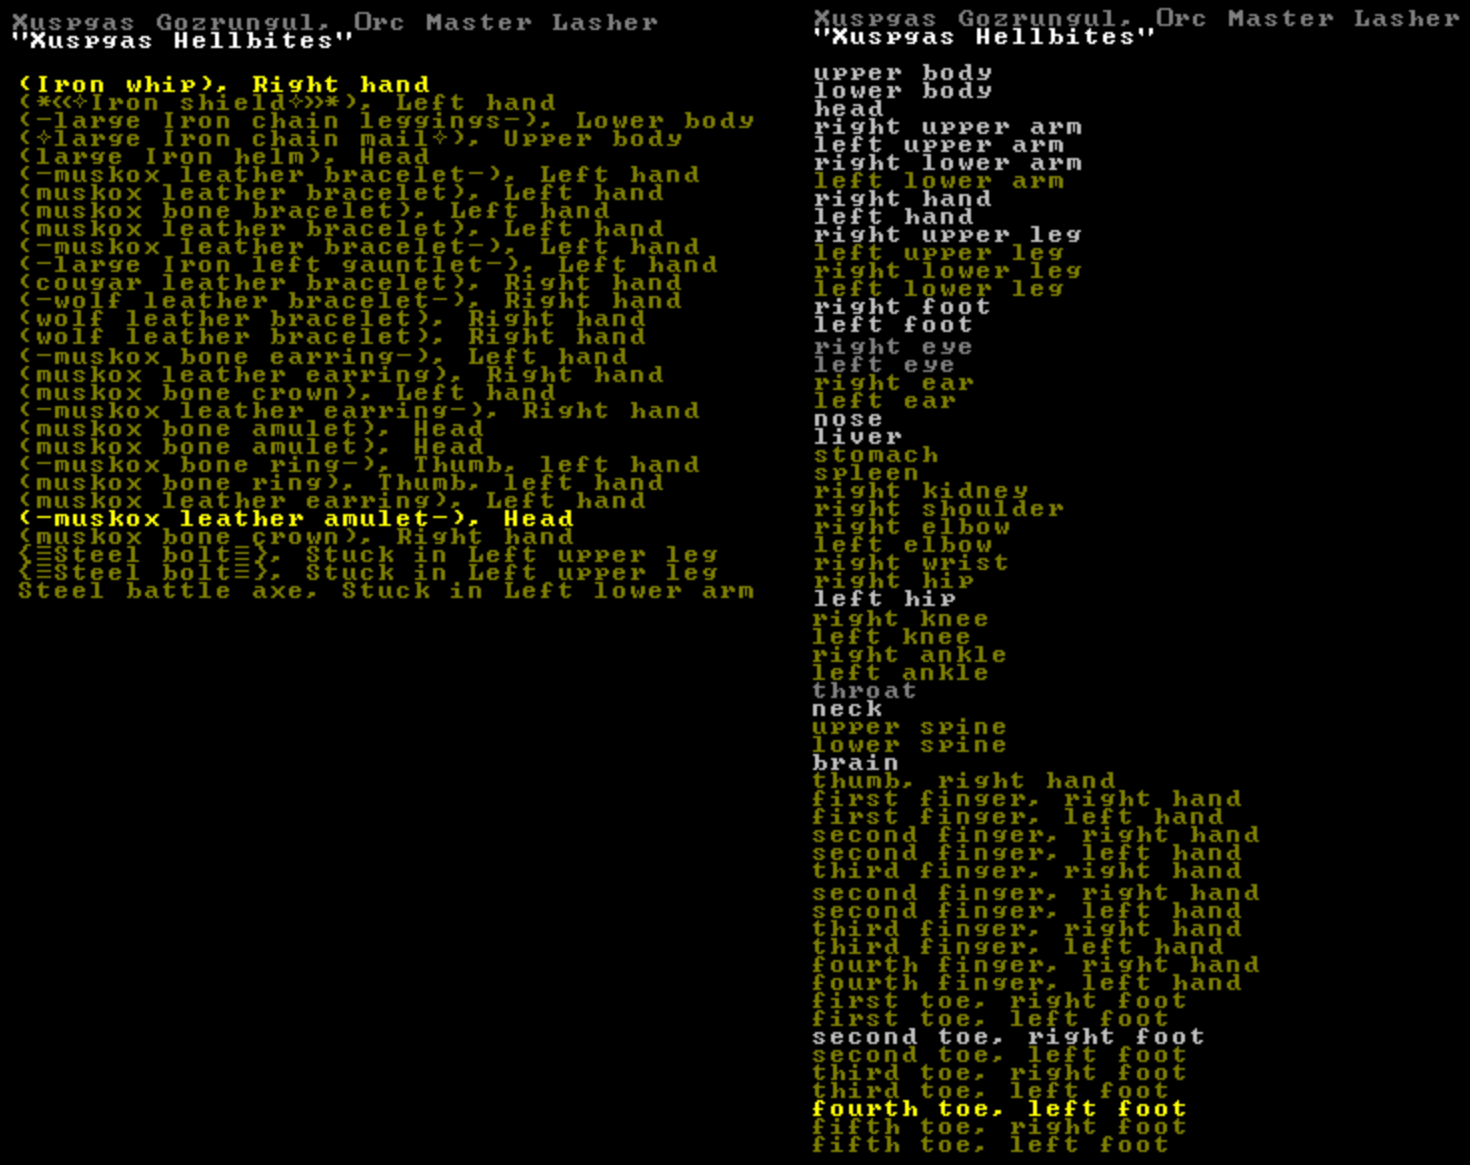 Xuspgas Gozrungul, Orc Master Lasher
"Xuspgas Hellbites"
(Iron whip), Right hand
(*«✧Iron shield✧»*), Left hand
(-large Iron chain leggings-), Lower body
(✧large Iron chain mail✧), Upper body
(large Iron helm), Head
(-muskox leather bracelet-), Left hand
(muskox leather bracelet), Left hand
(muskox bone bracelet), Left hand
(muskox leather bracelet), Left hand
(-muskox leather bracelet-), Left hand
(-large Iron left gauntlet-), Left hand
(cougar leather bracelet), Right hand
(-wolf leather bracelet-), Right hand
(wolf leather bracelet), Right hand
(wolf leather bracelet), Right hand
(-muskox bone earring-), Left hand
(muskox leather earring), Right hand
(muskox bone crown), Left hand
(-muskox leather earring-), Right hand
(muskox bone amulet), Head
(muskox bone amulet), Head
(-muskox bone ring-), Thumb, left hand
(muskox bone ring), Thumb, left hand
(muskox leather earring), Left hand
(-muskox leather amulet-), Head
(muskox bone crown), Right hand
{≡Steel bolt≡}, Stuck in Left upper leg
{≡Steel bolt≡}, Stuck in Left upper leg
Steel battle axe, Stuck in Left lower arm
Xuspgas Gozrungul, Orc Master Lasher
"Xuspgas Hellbites"
upper body
lower body
head
right upper arm
left upper arm
right lower arm
left lower arm
right hand
left hand
right upper leg
left upper leg
right lower leg
left lower leg
right foot
left foot
right eye
left eye
right ear
left ear
nose
liver
stomach
spleen
right kidney
right shoulder
right elbow
left elbow
right wrist
right hip
left hip
right knee
left knee
right ankle
left ankle
throat
neck
upper spine
lower spine
brain
thumb, right hand
first finger, right hand
first finger, left hand
second finger, right hand
second finger, left hand
third finger, right hand
second finger, right hand
second finger, left hand
third finger, right hand
third finger, left hand
fourth finger, right hand
fourth finger, left hand
first toe, right foot
first toe, left foot
second toe, right foot
second toe, left foot
third toe, right foot
third toe, left foot
fourth toe, left foot
fifth toe, right foot
fifth toe, left foot